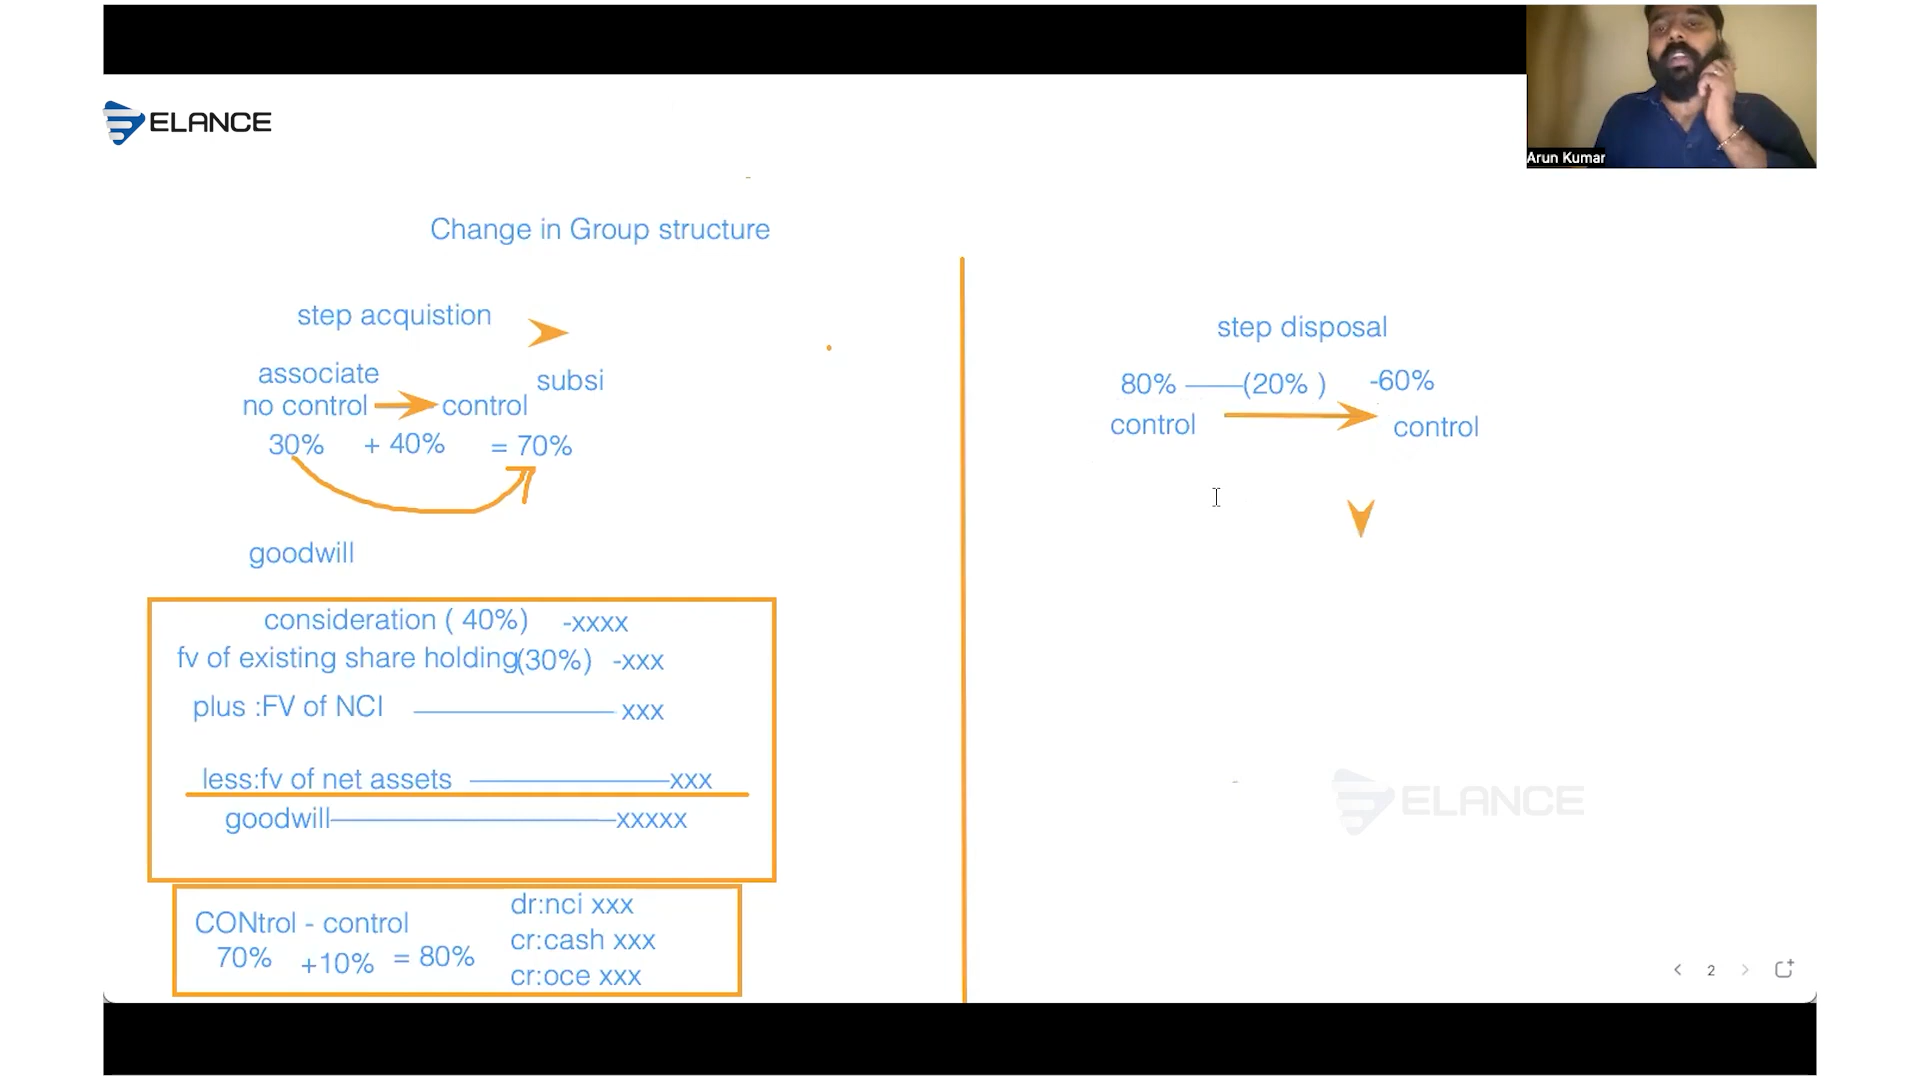 ELANCE
Arun Kumar
Change in Group structure
step acquistion
associate
subsi
no control control
30% + 40% = 70%
goodwill
consideration ( 40%) -xxxx
fv of existing share holding(30%) -xxx
plus :FV of NCI xxx
less:fv of net assets xxx
goodwill xxxxx
CONtrol - control
70% +10% = 80%
dr:nci xxx
cr:cash xxx
cr:oce xxx
step disposal
80% (20% ) -60%
control control
ELANCE
2